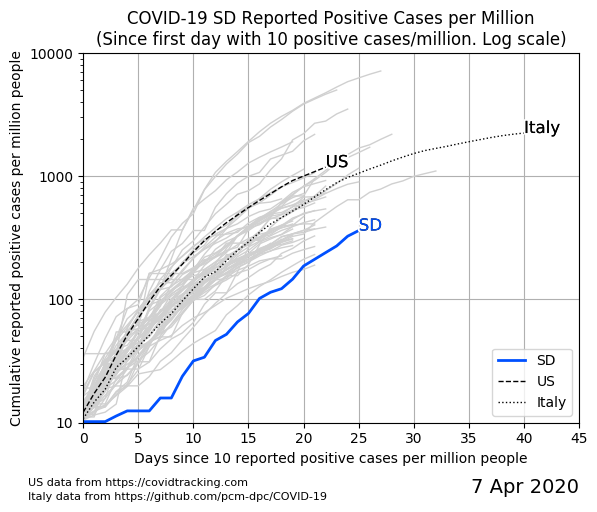 COVID-19 SD Reported Positive Cases per Million
(Since first day with 10 positive cases/million. Log scale)
Cumulative reported positive cases per million people
10000
1000
100
10
Italy
US
SD
SD
US
Italy
0 5 10 15 20 25 30 35 40 45
Days since 10 reported positive cases per million people
US data from https://covidtracking.com
Italy data from https://github.com/pcm-dpc/COVID-19
7 Apr 2020